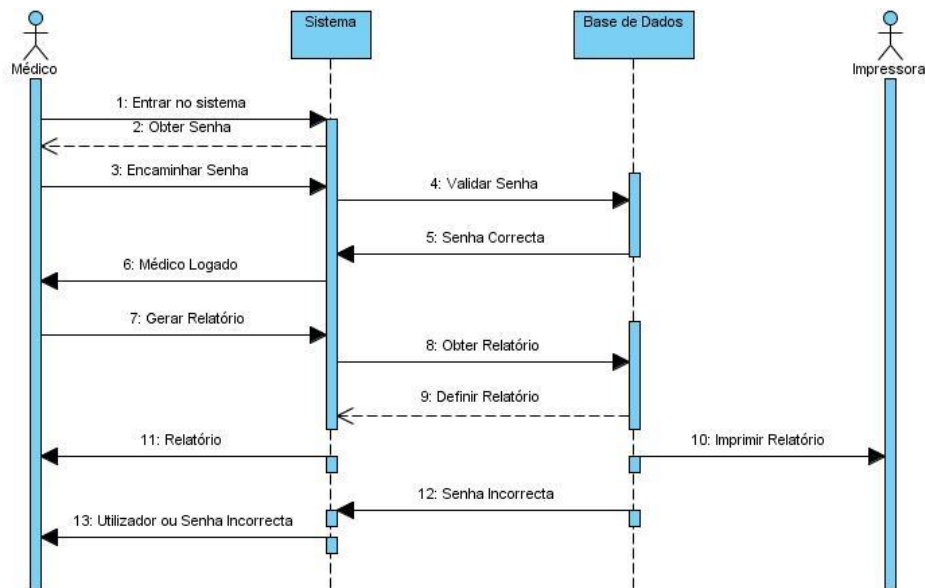 Sistema
Base de Dados
Médico
Impressora
1: Entrar no sistema
2: Obter Senha
3: Encaminhar Senha
4: Validar Senha
5: Senha Correcta
6: Médico Logado
7: Gerar Relatório
8: Obter Relatório
9: Definir Relatório
11: Relatório
10: Imprimir Relatório
12: Senha Incorrecta
13: Utilizador ou Senha Incorrecta